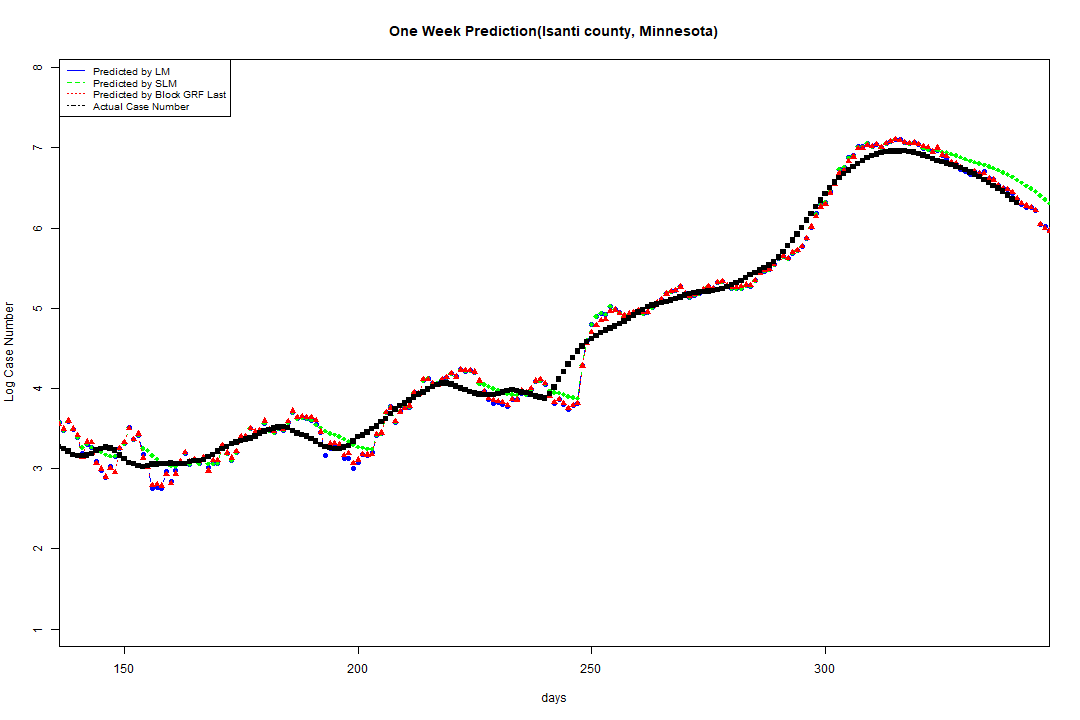 One Week Prediction(Isanti county, Minnesota)
Predicted by LM
Predicted by SLM
Predicted by Block GRF Last
Actual Case Number
8
7
6
5
4
3
2
1
Log Case Number
150 200 250 300
days